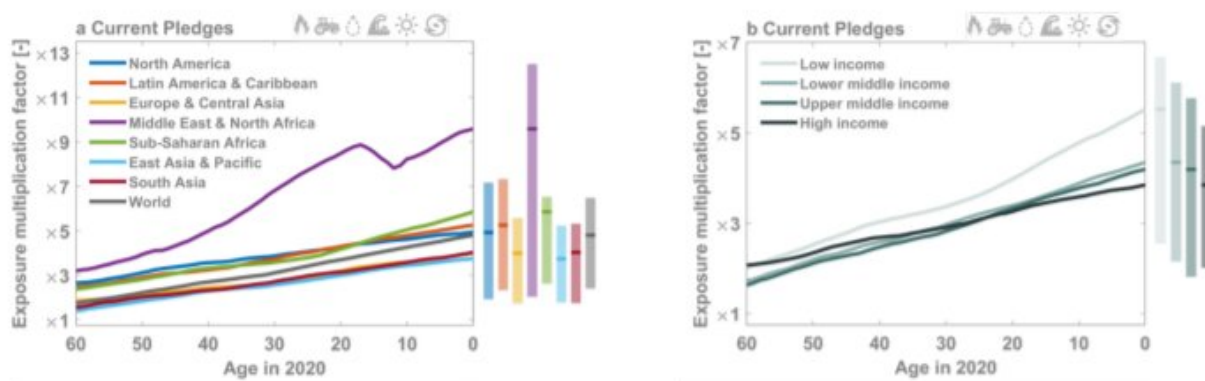 a Current Pledges
Exposure multiplication factor [-]
×13
×11
×9
×7
×5
×3
×1
North America
Latin America & Caribbean
Europe & Central Asia
Middle East & North Africa
Sub-Saharan Africa
East Asia & Pacific
South Asia
World
60 50 40 30 20 10 0
Age in 2020
b Current Pledges
Exposure multiplication factor [-]
×7
×5
×3
×1
Low income
Lower middle income
Upper middle income
High income
60 50 40 30 20 10 0
Age in 2020